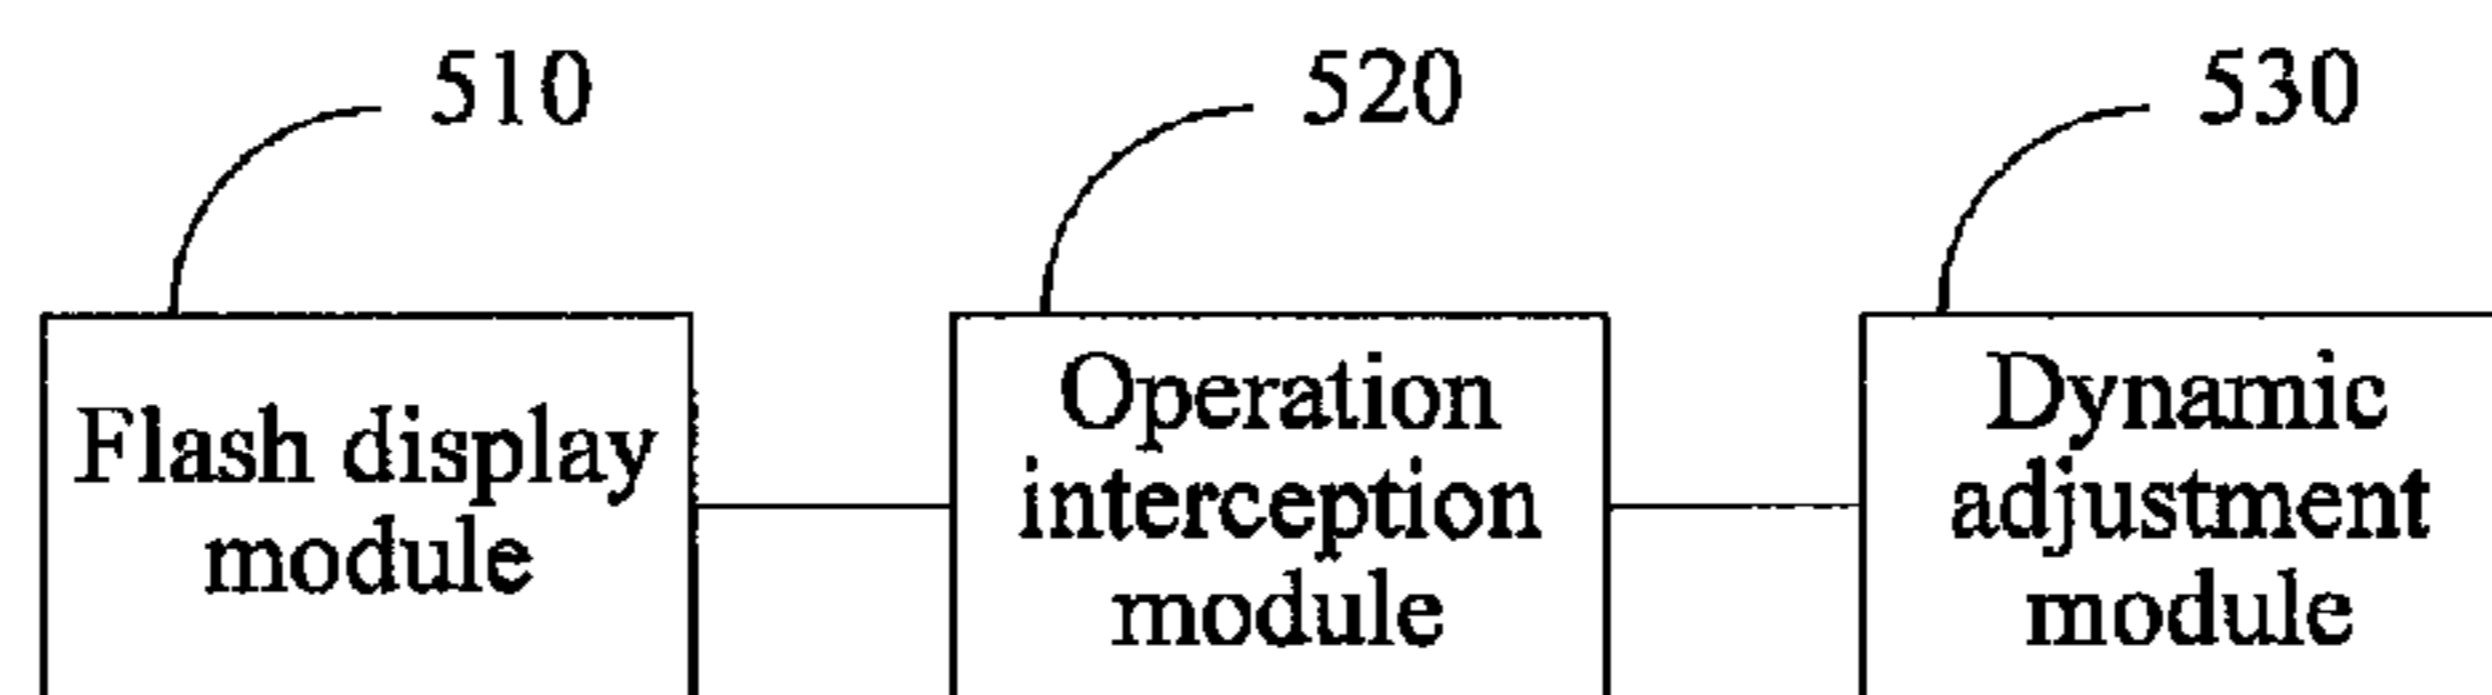 510
520
530
Flash display
module
Operation
interception
module
Dynamic
adjustment
module